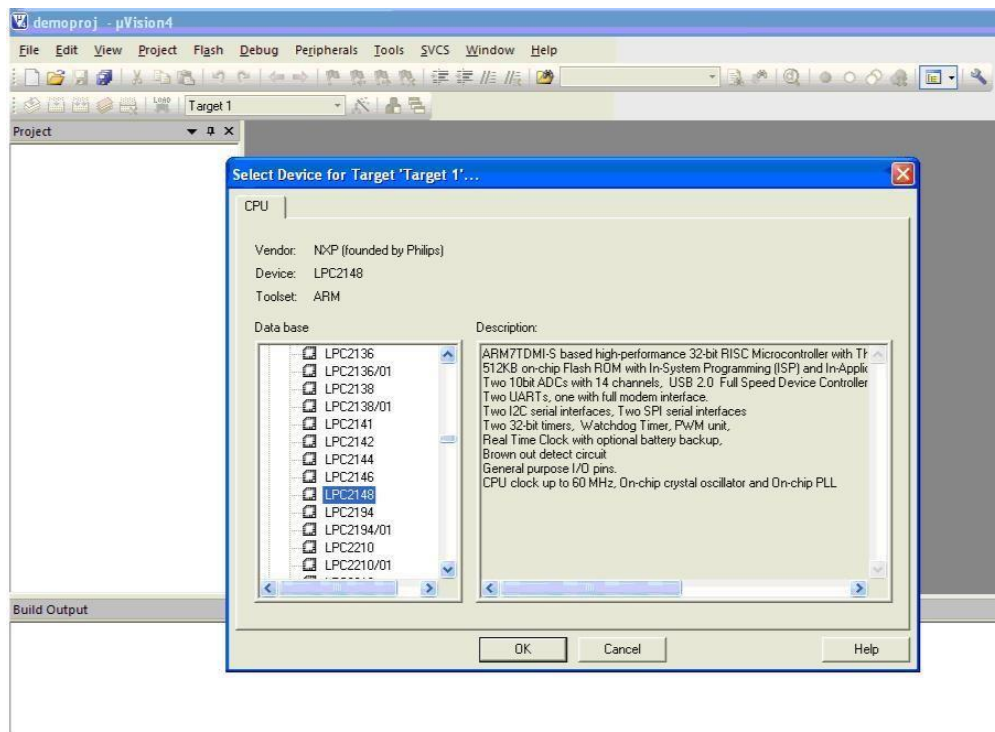 demoproj - µVision4
File Edit View Project Flash Debug Peripherals Tools SVCS Window Help
LOAD Target 1
Project
Select Device for Target 'Target 1'...
CPU
Vendor: NXP (founded by Philips)
Device: LPC2148
Toolset: ARM
Data base
LPC2136
LPC2136/01
LPC2138
LPC2138/01
LPC2141
LPC2142
LPC2144
LPC2146
LPC2148
LPC2194
LPC2194/01
LPC2210
LPC2210/01
Description:
ARM7TDMI-S based high-performance 32-bit RISC Microcontroller with
512KB on-chip Flash ROM with In-System Programming (ISP) and
Two 10bit ADCs with 14 channels, USB 2.0 Full Speed Device Controller
Two UARTs, one with full modem interface.
Two I2C serial interfaces, Two SPI serial interfaces
Two 32-bit timers, Watchdog Timer, PWM unit,
Real Time Clock with optional battery backup,
Brown out detect circuit
General purpose I/O pins.
CPU clock up to 60 MHz, On-chip crystal oscillator and On-chip PLL
OK Cancel Help
Build Output